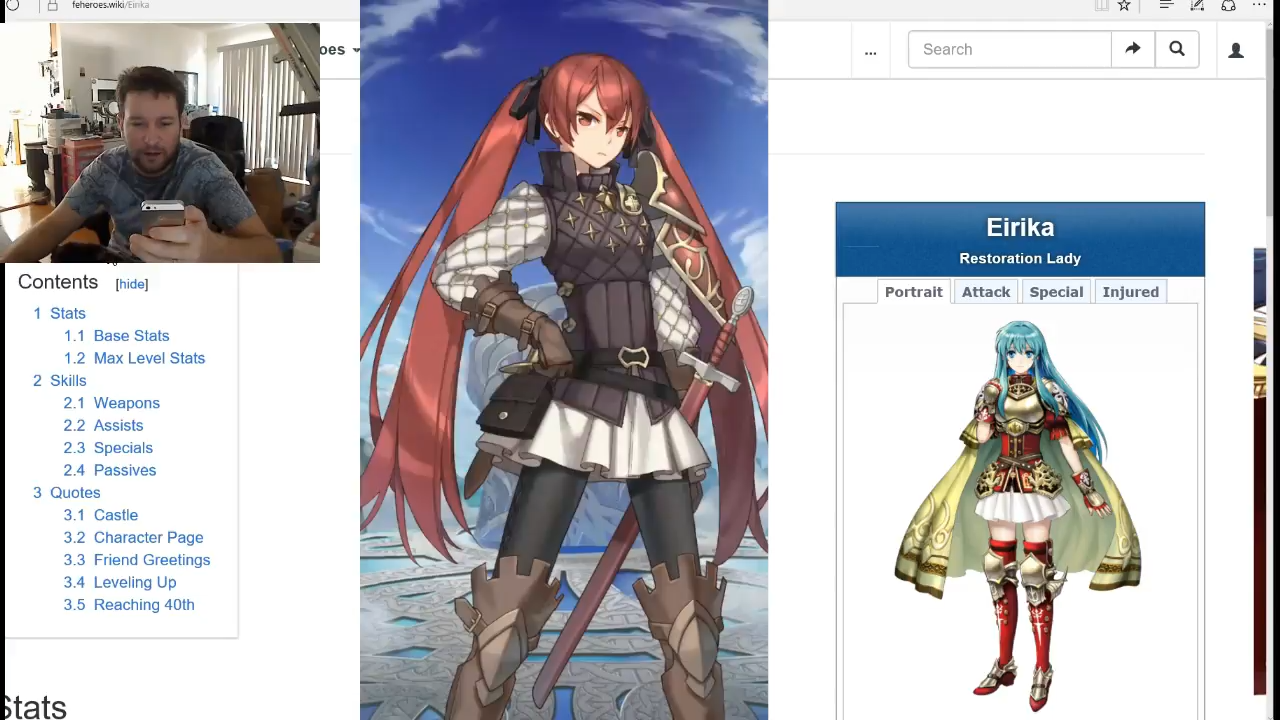 feheroes.wiki/Eirika
oes
...
Search
Contents [hide]
1 Stats
1.1 Base Stats
1.2 Max Level Stats
2 Skills
2.1 Weapons
2.2 Assists
2.3 Specials
2.4 Passives
3 Quotes
3.1 Castle
3.2 Character Page
3.3 Friend Greetings
3.4 Leveling Up
3.5 Reaching 40th
Stats
Eirika
Restoration Lady
Portrait Attack Special Injured